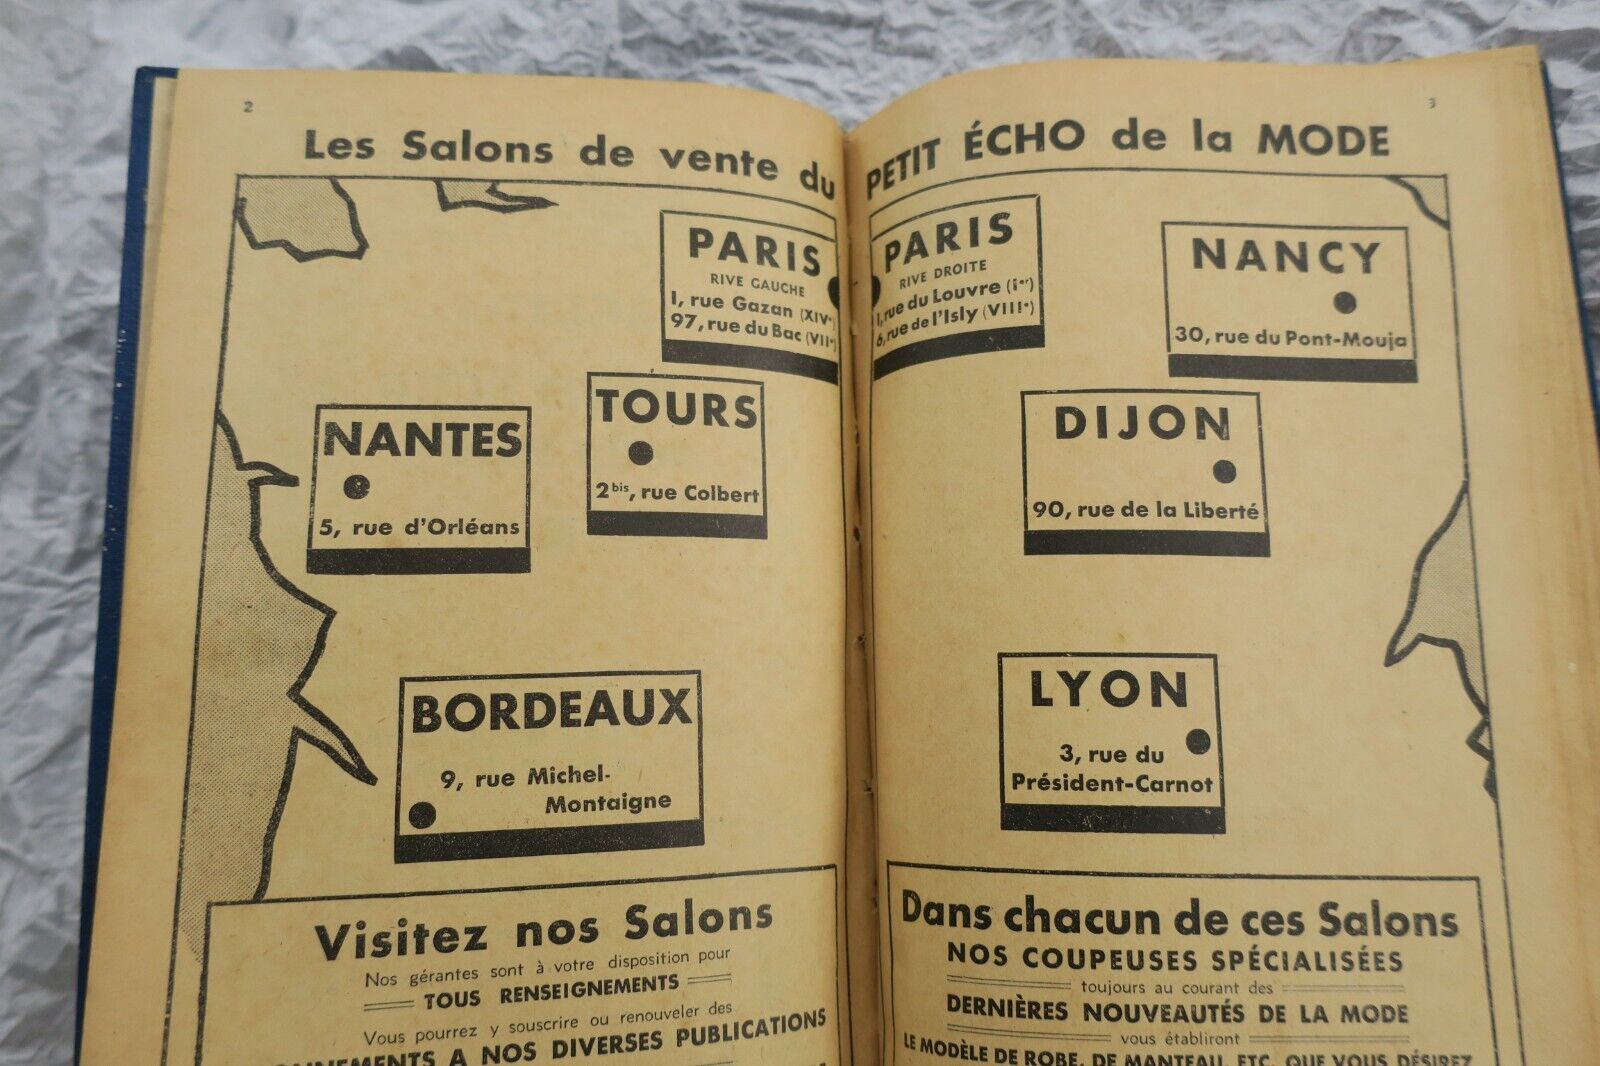 2
3
Les Salons de vente du PETIT ÉCHO de la MODE
PARIS
RIVE GAUCHE
1, rue Gazan (XIVe)
97, rue du Bac (VIIe)
PARIS
RIVE DROITE
1, rue du Louvre (Ier)
6, rue de l'Isly (VIIIe)
NANCY
30, rue du Pont-Mouja
NANTES
5, rue d'Orléans
TOURS
2bis, rue Colbert
DIJON
90, rue de la Liberté
BORDEAUX
9, rue Michel-
Montaigne
LYON
3, rue du
Président-Carnot
Visitez nos Salons
Nos gérantes sont à votre disposition pour
TOUS RENSEIGNEMENTS
Vous pourrez y souscrire ou renouveler des
A NOS DIVERSES PUBLICATIONS
Dans chacun de ces Salons
NOS COUPEUSES SPÉCIALISÉES
toujours au courant des
DERNIÈRES NOUVEAUTÉS DE LA MODE
vous établiront
LE MODÈLE DE ROBE, DE MANTEAU, ETC. QUE VOUS DÉSIREZ